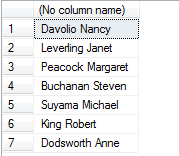 (No column name)
1 Davolio Nancy
2 Leverling Janet
3 Peacock Margaret
4 Buchanan Steven
5 Suyama Michael
6 King Robert
7 Dodsworth Anne